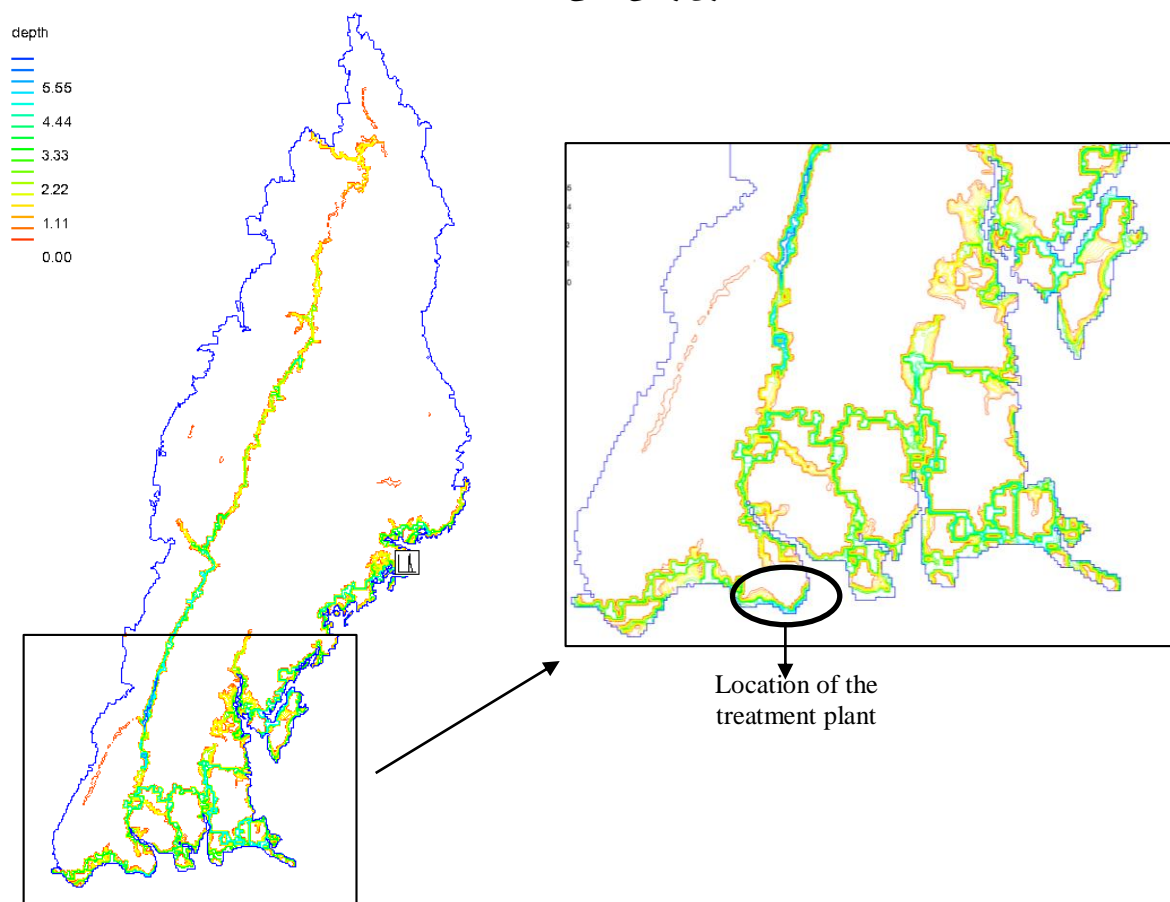 depth
5.55
4.44
3.33
2.22
1.11
0.00
Location of the
treatment plant